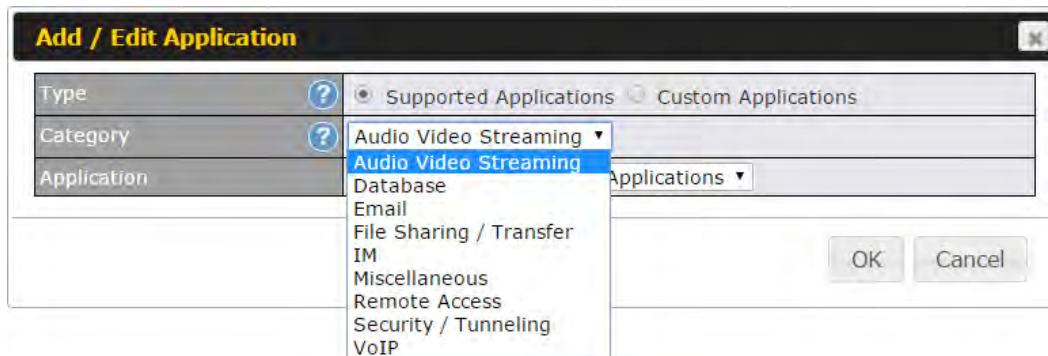 Add / Edit Application
Type ? Supported Applications Custom Applications
Category ? Audio Video Streaming
Application Applications
Audio Video Streaming
Database
Email
File Sharing / Transfer
IM
Miscellaneous
Remote Access
Security / Tunneling
VoIP
OK Cancel